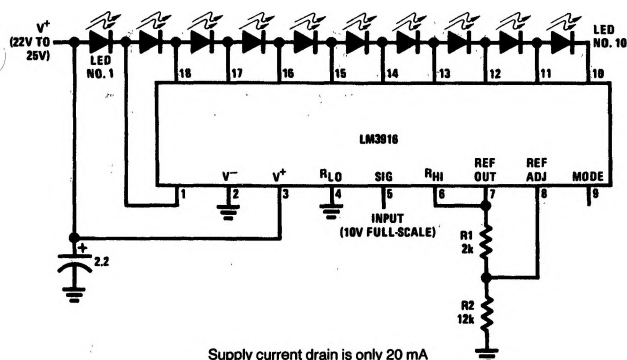 V+
(22V TO
25V)
LED
NO. 1
LED
NO. 10
18 17 16 15 14 13 12 11 10
LM3916
V− V+ RLO SIG RHI REF OUT REF ADJ MODE
1 2 3 4 5 6 7 8 9
INPUT
(10V FULL-SCALE)
+
2.2
R1
2k
R2
12k
Supply current drain is only 20 mA